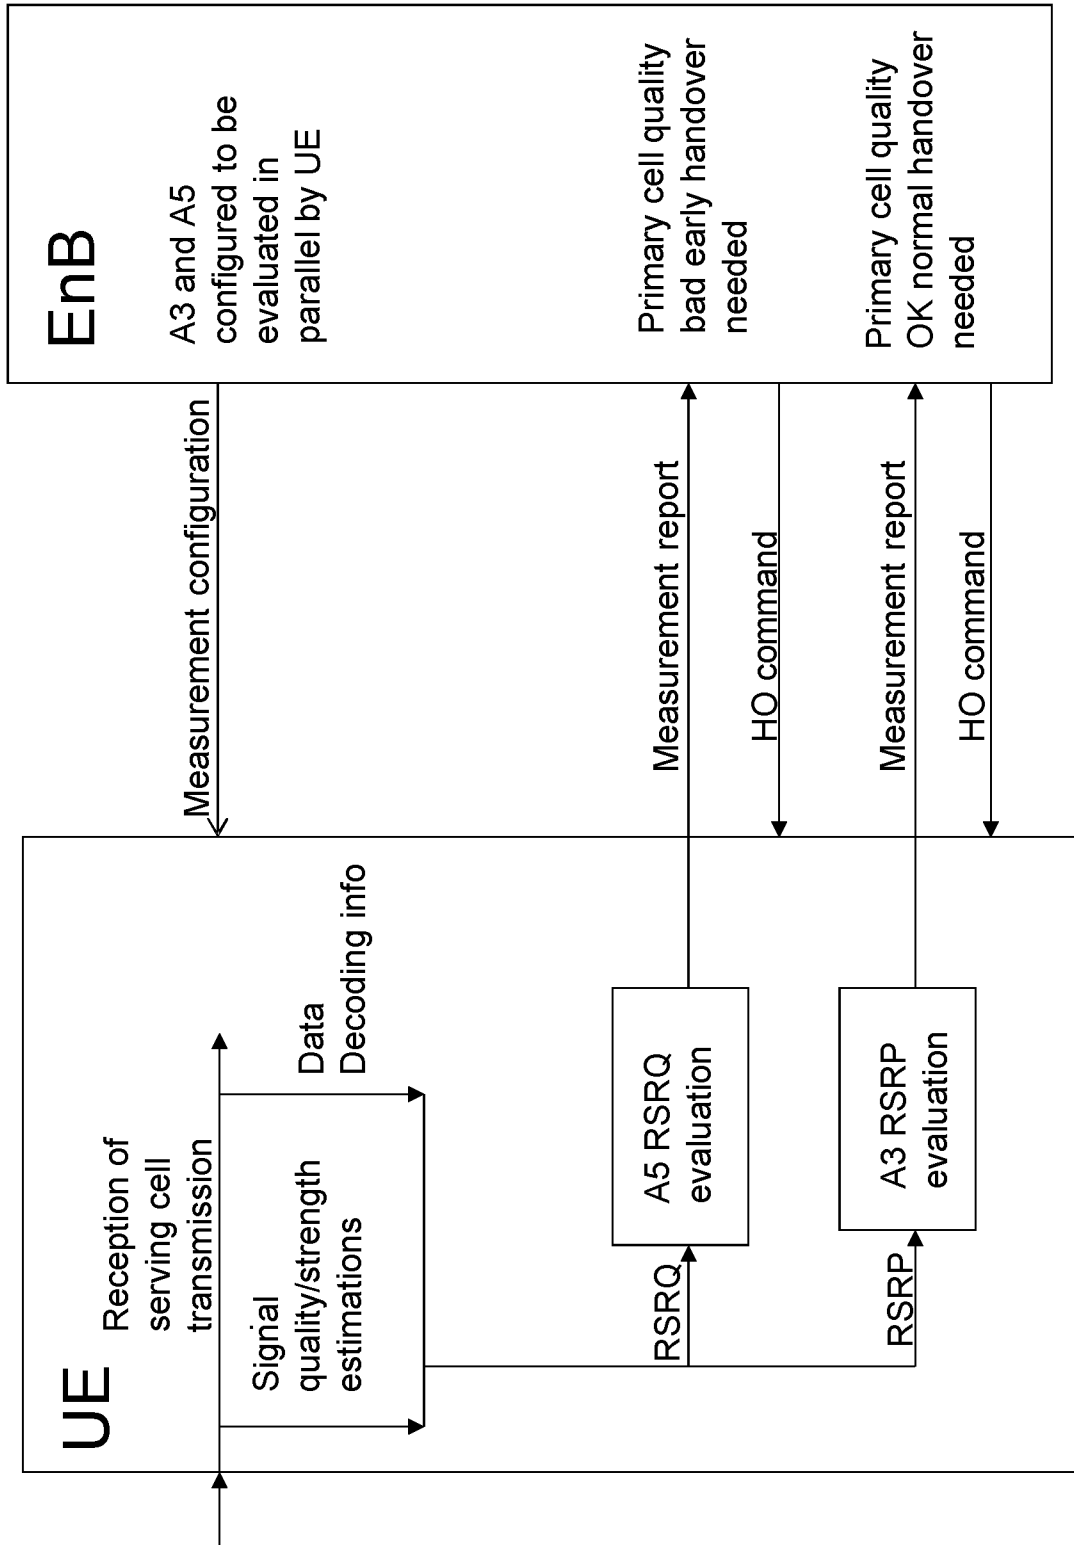 UE
Reception of
serving cell
transmission
Signal
quality/strength
estimations
Data
Decoding info
RSRQ
A5 RSRQ
evaluation
RSRP
A3 RSRP
evaluation
Measurement configuration
Measurement report
HO command
Measurement report
HO command
EnB
A3 and A5
configured to be
evaluated in
parallel by UE
Primary cell quality
bad early handover
needed
Primary cell quality
OK normal handover
needed